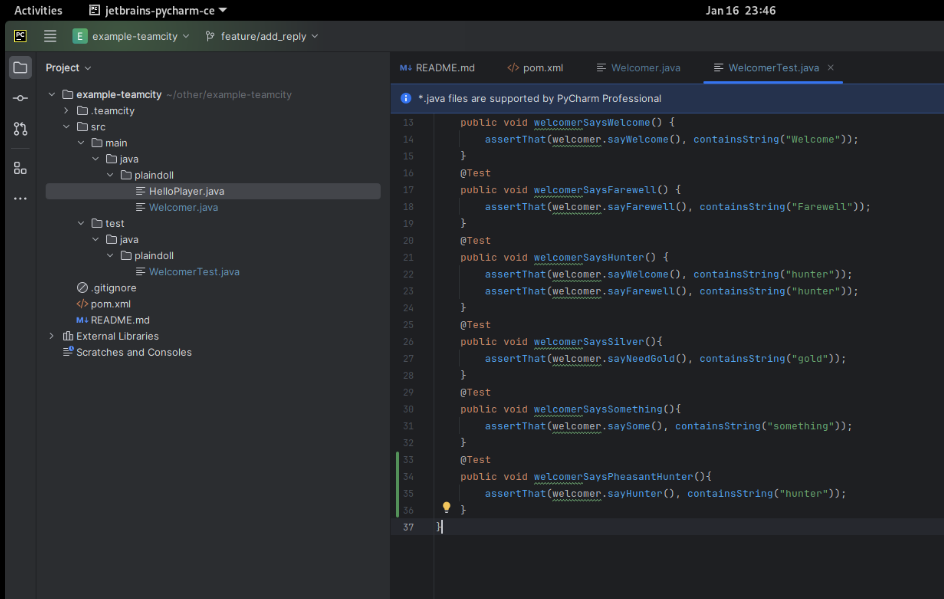 Activities jetbrains-pycharm-ce Jan 16 23:46
PC E example-teamcity feature/add_reply
Project
example-teamcity ~/other/example-teamcity
.teamcity
src
main
java
plaindoll
HelloPlayer.java
Welcomer.java
test
java
plaindoll
WelcomerTest.java
.gitignore
</> pom.xml
M↓ README.md
External Libraries
Scratches and Consoles
M↓ README.md </> pom.xml Welcomer.java WelcomerTest.java ×
*.java files are supported by PyCharm Professional
13 public void welcomerSaysWelcome() {
14 assertThat(welcomer.sayWelcome(), containsString("Welcome"));
15 }
16 @Test
17 public void welcomerSaysFarewell() {
18 assertThat(welcomer.sayFarewell(), containsString("Farewell"));
19 }
20 @Test
21 public void welcomerSaysHunter() {
22 assertThat(welcomer.sayWelcome(), containsString("hunter"));
23 assertThat(welcomer.sayFarewell(), containsString("hunter"));
24 }
25 @Test
26 public void welcomerSaysSilver(){
27 assertThat(welcomer.sayNeedGold(), containsString("gold"));
28 }
29 @Test
30 public void welcomerSaysSomething(){
31 assertThat(welcomer.saySome(), containsString("something"));
32 }
33 @Test
34 public void welcomerSaysPheasantHunter(){
35 assertThat(welcomer.sayHunter(), containsString("hunter"));
36 }
37 }